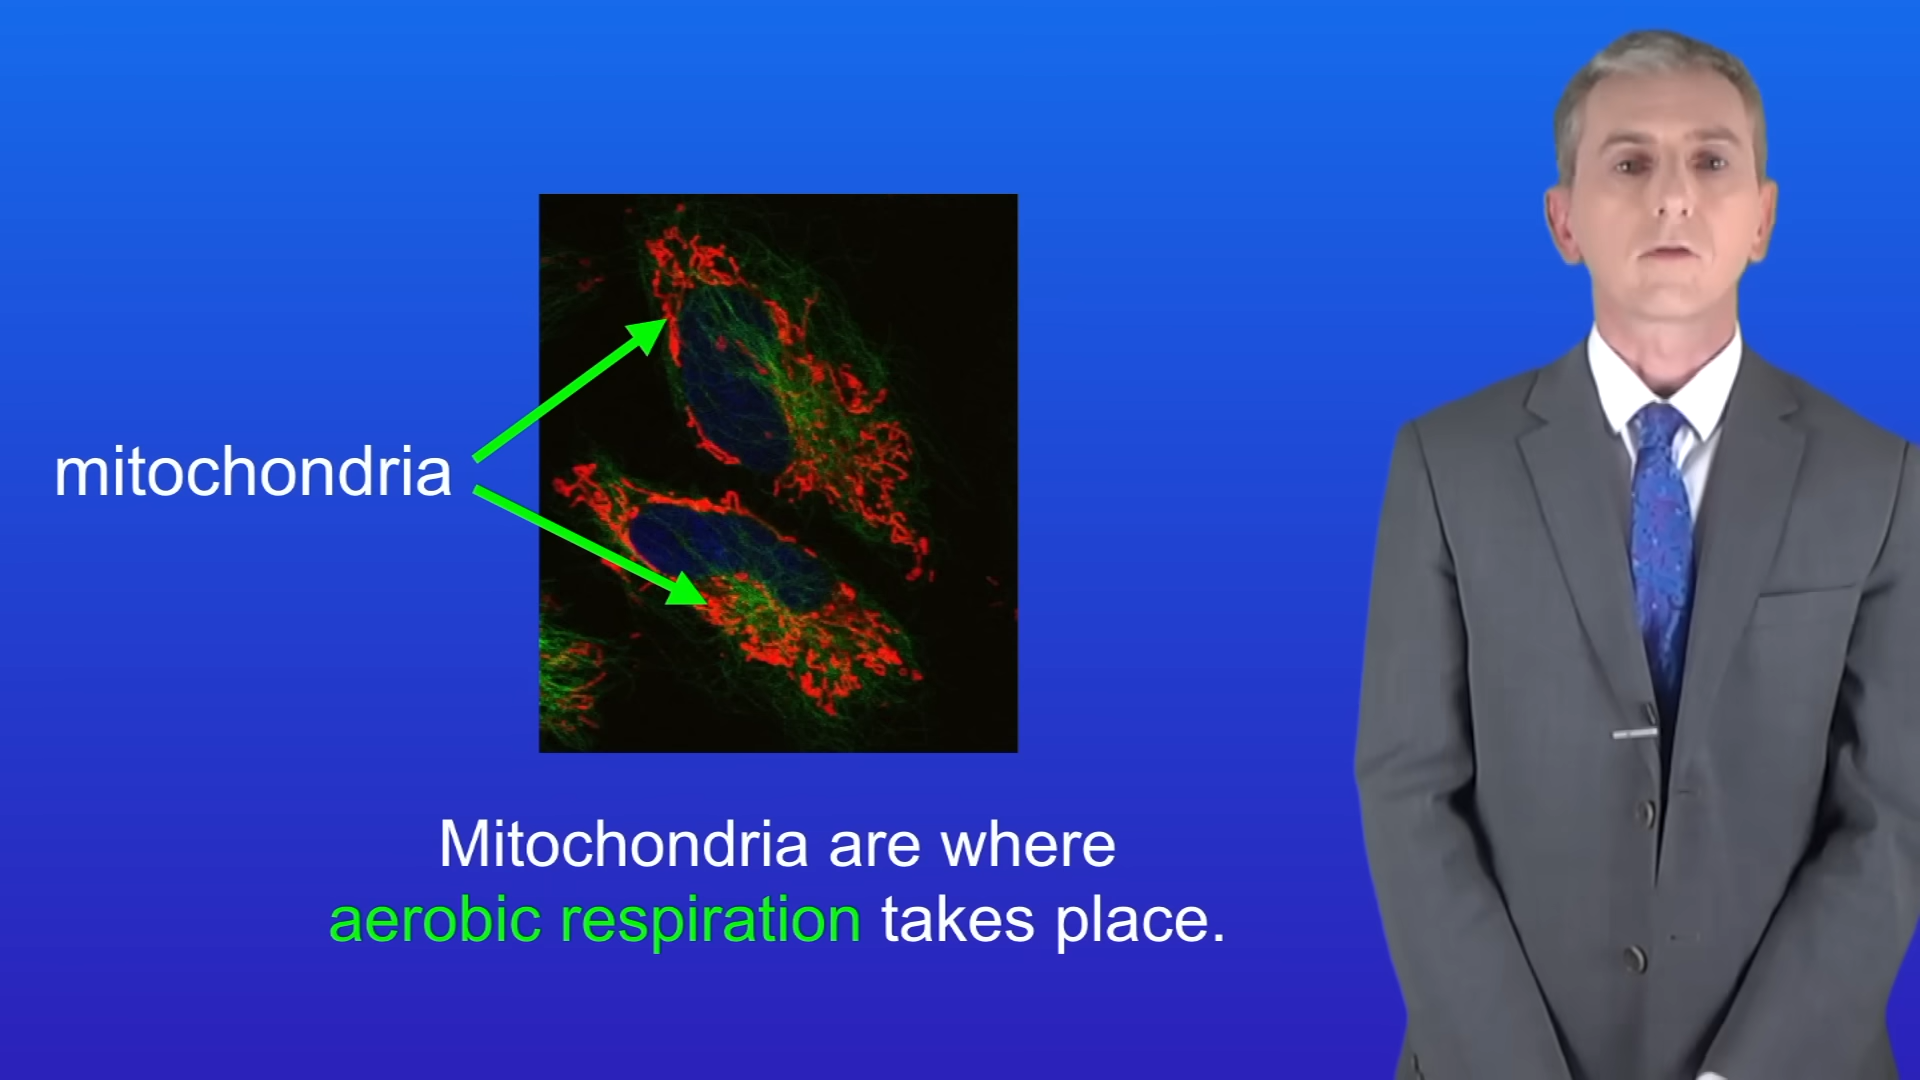 mitochondria
Mitochondria are where
aerobic respiration takes place.